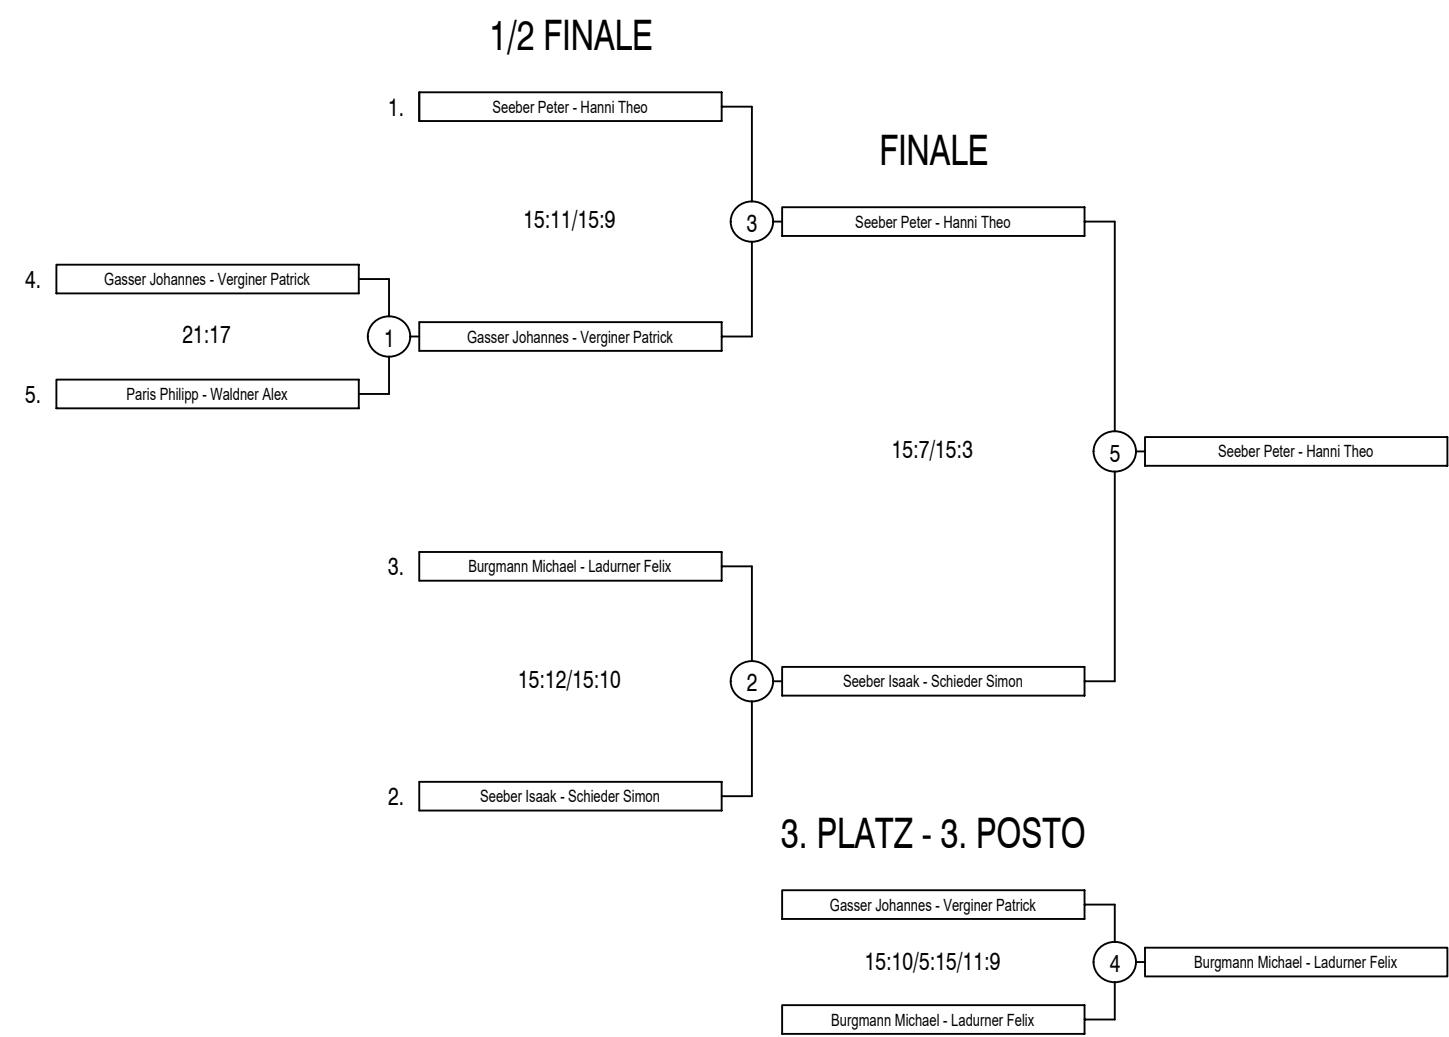 1/2 FINALE
1. Seeber Peter - Hanni Theo
FINALE
15:11/15:9
3
Seeber Peter - Hanni Theo
4. Gasser Johannes - Verginer Patrick
21:17
1
Gasser Johannes - Verginer Patrick
5. Paris Philipp - Waldner Alex
15:7/15:3
5
Seeber Peter - Hanni Theo
3. Burgmann Michael - Ladurner Felix
15:12/15:10
2
Seeber Isaak - Schieder Simon
2. Seeber Isaak - Schieder Simon
3. PLATZ - 3. POSTO
Gasser Johannes - Verginer Patrick
15:10/5:15/11:9
4
Burgmann Michael - Ladurner Felix
Burgmann Michael - Ladurner Felix